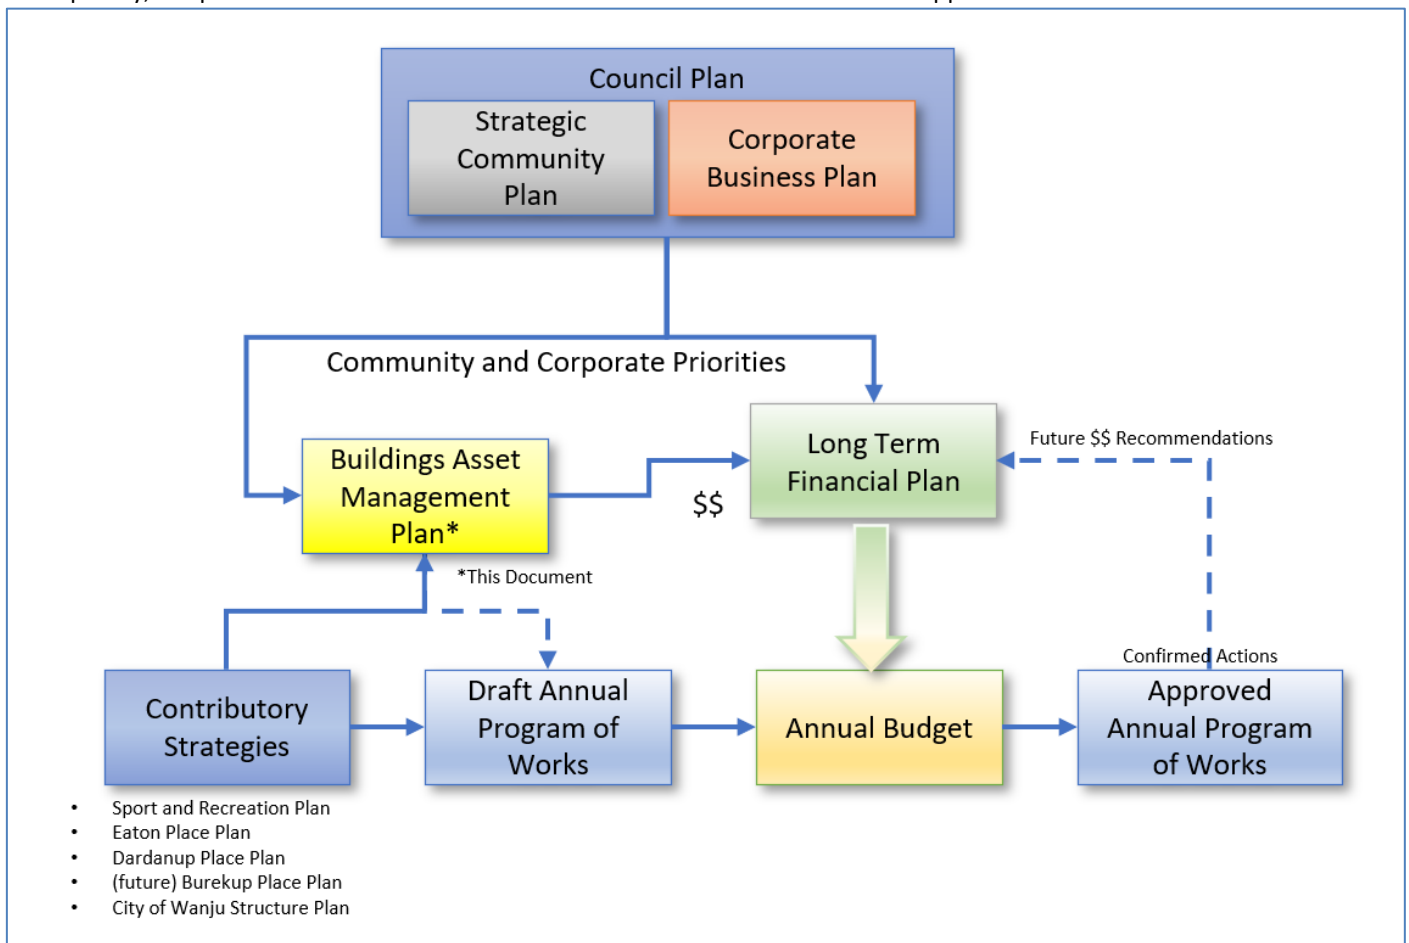 Council Plan
Strategic
Community
Plan
Corporate
Business Plan
Community and Corporate Priorities
Long Term
Financial Plan
Future $$ Recommendations
Buildings Asset
Management
Plan*
$$
*This Document
Confirmed Actions
Contributory
Strategies
Draft Annual
Program of
Works
Annual Budget
Approved
Annual Program
of Works
• Sport and Recreation Plan
• Eaton Place Plan
• Dardanup Place Plan
• (future) Burekup Place Plan
• City of Wanju Structure Plan